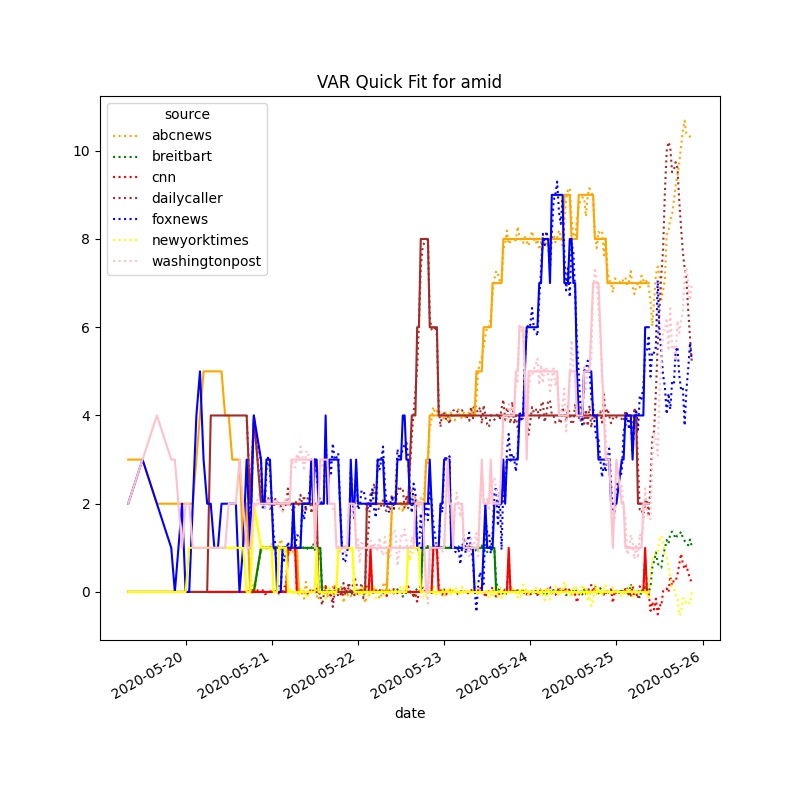 VAR Quick Fit for amid
source
abcnews
breitbart
cnn
dailycaller
foxnews
newyorktimes
washingtonpost
10
8
6
4
2
0
2020-05-20
2020-05-21
2020-05-22
2020-05-23
2020-05-24
2020-05-25
2020-05-26
date